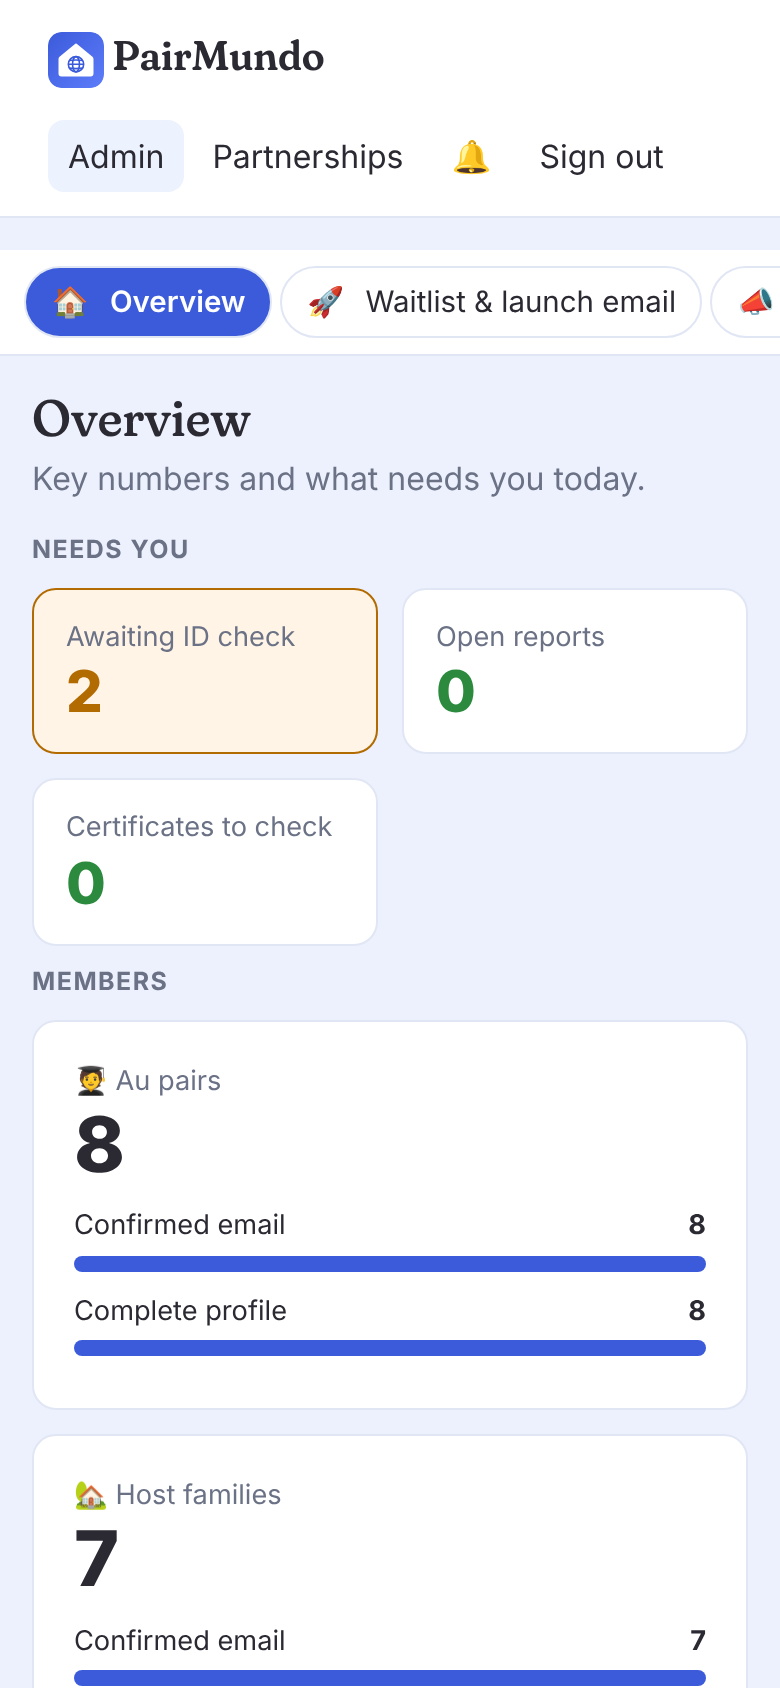 PairMundo
Admin Partnerships 🔔 Sign out
🏠 Overview 🚀 Waitlist & launch email 📣
Overview
Key numbers and what needs you today.
NEEDS YOU
Awaiting ID check
2
Open reports
0
Certificates to check
0
MEMBERS
🧑‍🎓 Au pairs
8
Confirmed email 8
Complete profile 8
🏡 Host families
7
Confirmed email 7